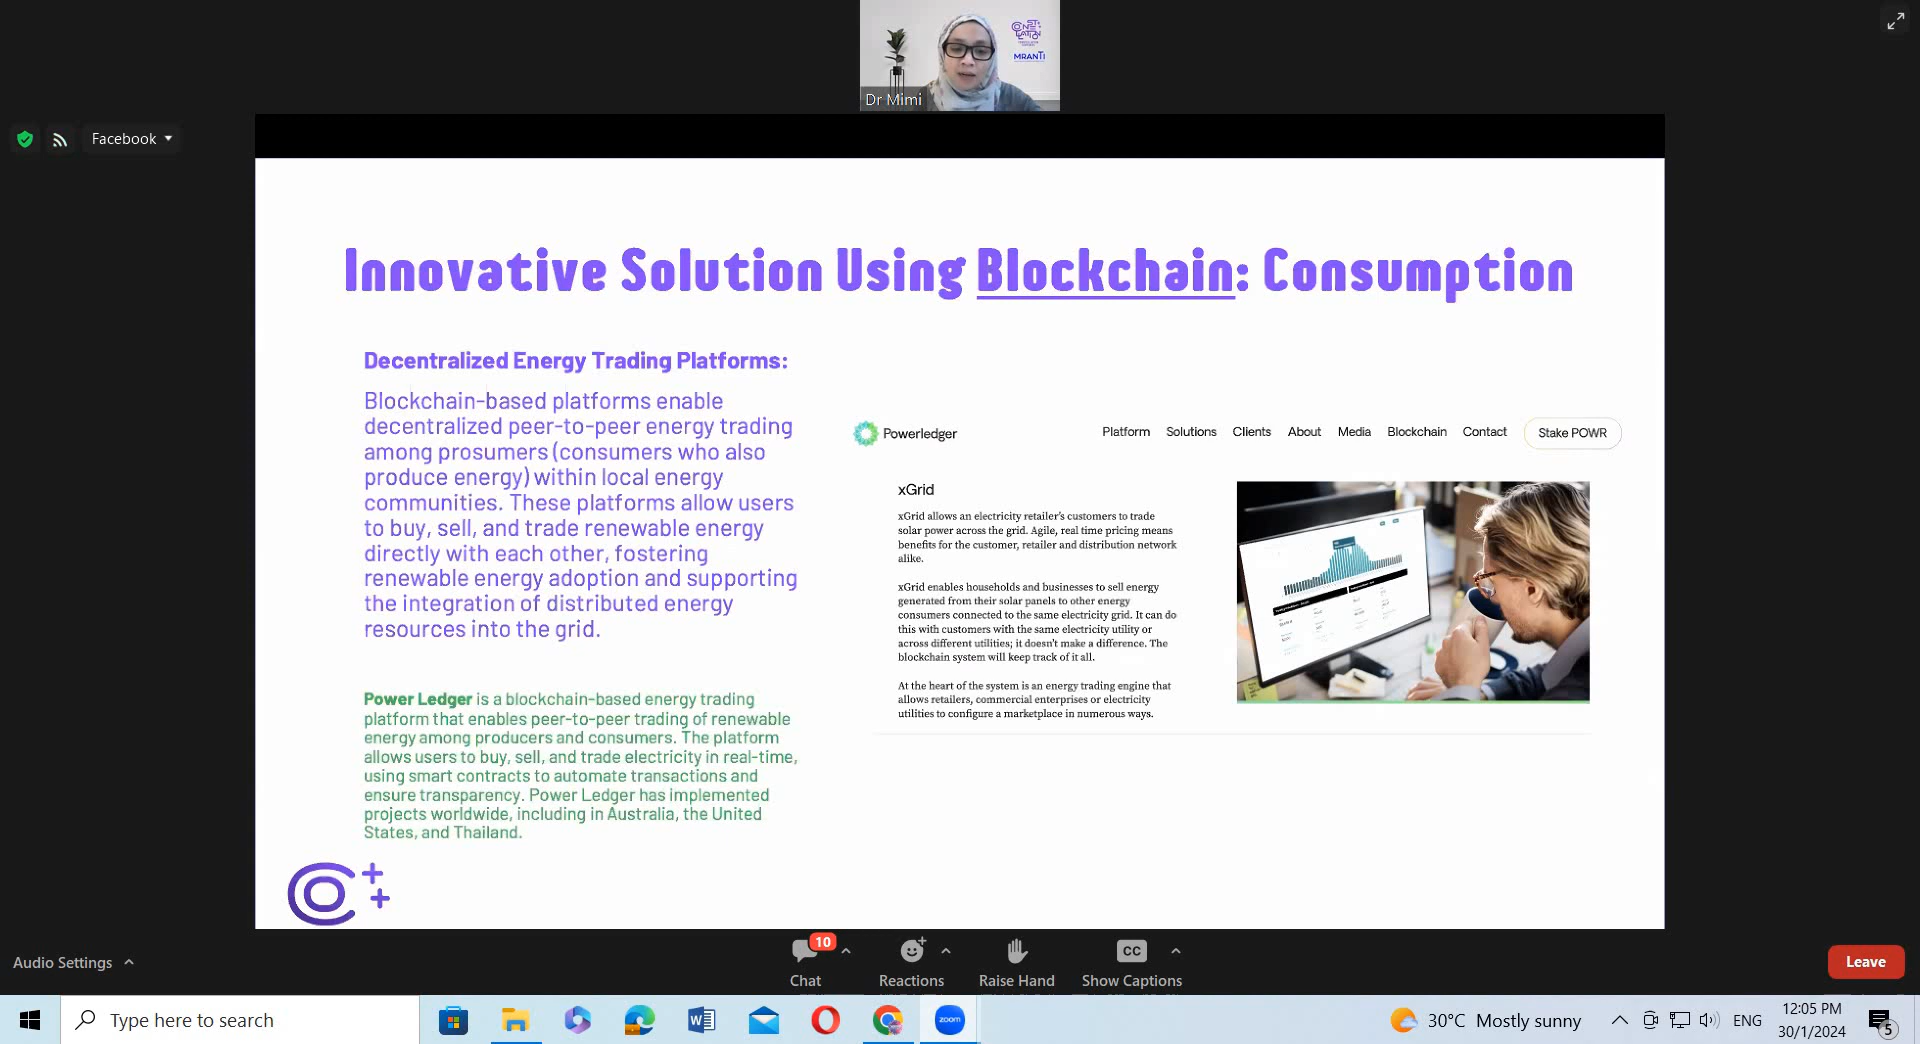 MRANTI
Dr Mimi
Facebook
Innovative Solution Using Blockchain: Consumption
Decentralized Energy Trading Platforms:
Blockchain-based platforms enable
decentralized peer-to-peer energy trading
among prosumers (consumers who also
produce energy) within local energy
communities. These platforms allow users
to buy, sell, and trade renewable energy
directly with each other, fostering
renewable energy adoption and supporting
the integration of distributed energy
resources into the grid.
Power Ledger is a blockchain-based energy trading
platform that enables peer-to-peer trading of renewable
energy among producers and consumers. The platform
allows users to buy, sell, and trade electricity in real-time,
using smart contracts to automate transactions and
ensure transparency. Power Ledger has implemented
projects worldwide, including in Australia, the United
States, and Thailand.
Powerledger
Platform Solutions Clients About Media Blockchain Contact Stake POWR
xGrid
xGrid allows an electricity retailer's customers to trade
solar power across the grid. Agile, real time pricing means
benefits for the customer, retailer and distribution network
alike.
xGrid enables households and businesses to sell energy
generated from their solar panels to other energy
consumers connected to the same electricity grid. It can do
this with customers with the same electricity utility or
across different utilities; it doesn't make a difference. The
blockchain system will keep track of it all.
At the heart of the system is an energy trading engine that
allows retailers, commercial enterprises or electricity
utilities to configure a marketplace in numerous ways.
Audio Settings
10
Chat
Reactions
Raise Hand
CC
Show Captions
Leave
Type here to search
zoom
30°C Mostly sunny
ENG
12:05 PM
30/1/2024
5